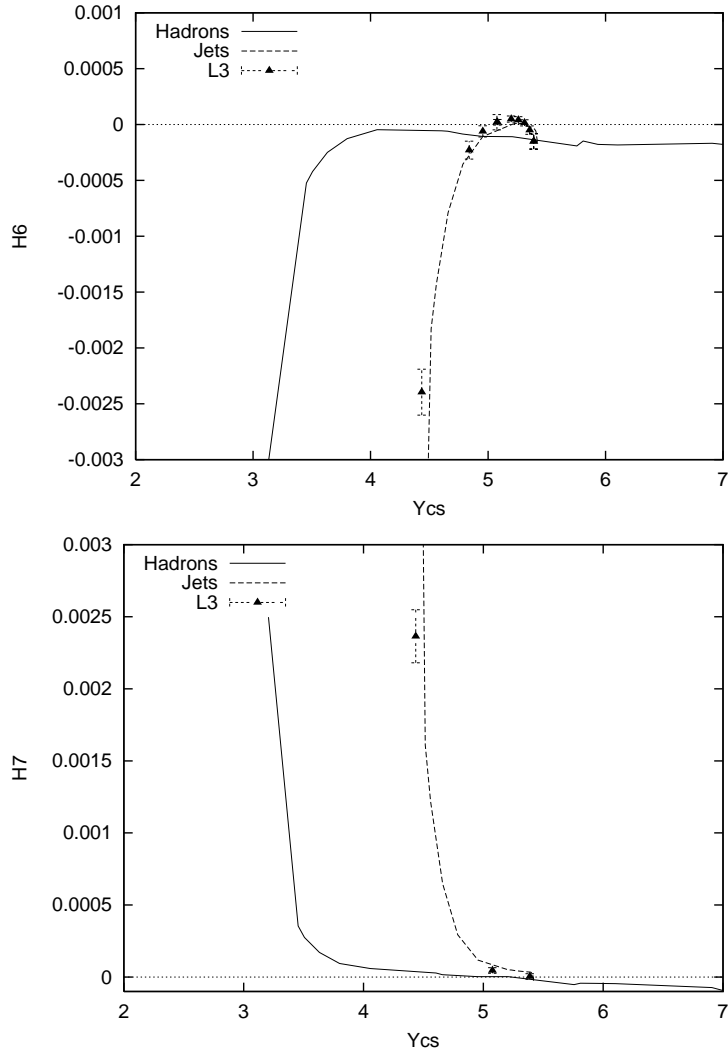 0.001
0.0005
0
-0.0005
-0.001
-0.0015
-0.002
-0.0025
-0.003
H6
Hadrons
Jets
L3
2 3 4 5 6 7
Ycs
0.003
0.0025
0.002
0.0015
0.001
0.0005
0
H7
Hadrons
Jets
L3
2 3 4 5 6 7
Ycs